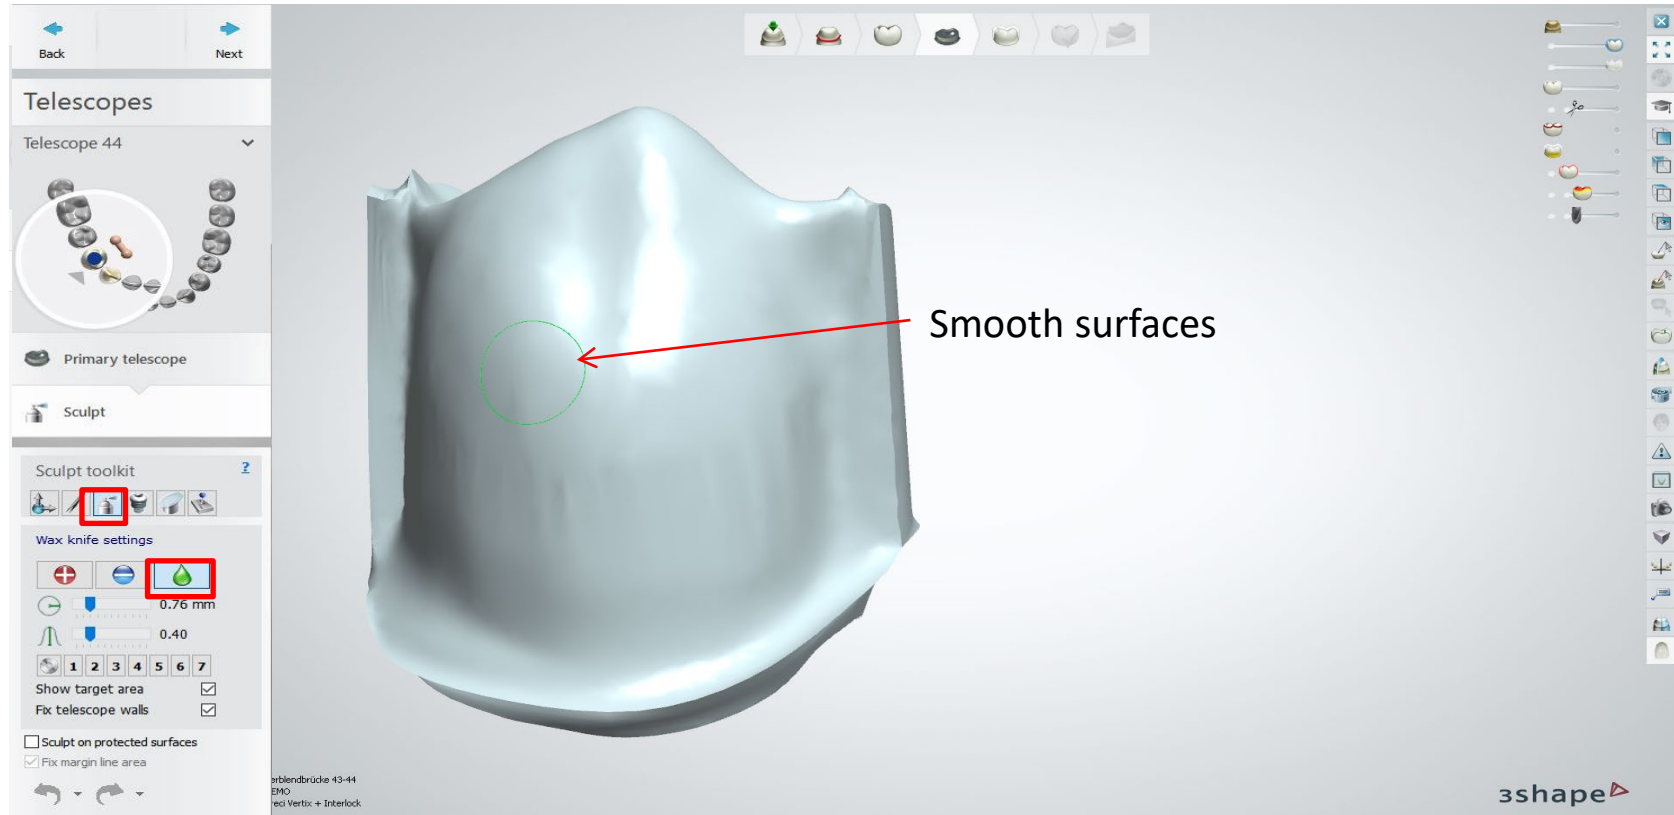 Back
Next
Telescopes
Telescope 44
Primary telescope
Sculpt
Sculpt toolkit
?
Wax knife settings
0.76 mm
0.40
1 2 3 4 5 6 7
Show target area
Fix telescope walls
Sculpt on protected surfaces
Fix margin line area
Smooth surfaces
erblendbrücke 43-44
EMO
reci Vertix + Interlock
3shape